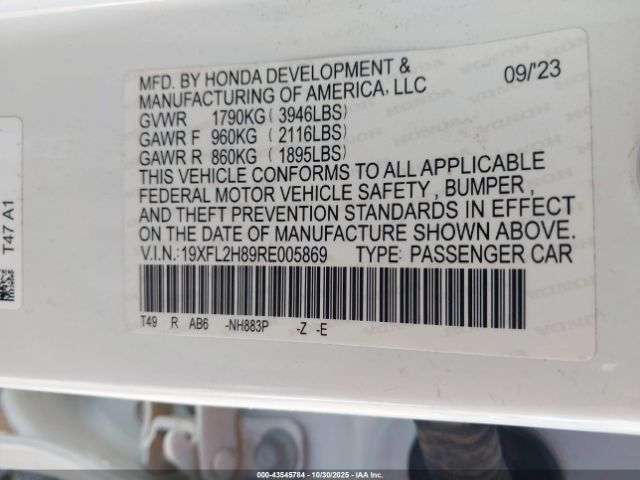 MFD. BY HONDA DEVELOPMENT & 09/'23
MANUFACTURING OF AMERICA, LLC
GVWR 1790KG(3946LBS)
GAWR F 960KG(2116LBS)
GAWR R 860KG(1895LBS)
THIS VEHICLE CONFORMS TO ALL APPLICABLE
FEDERAL MOTOR VEHICLE SAFETY, BUMPER,
AND THEFT PREVENTION STANDARDS IN EFFECT
ON THE DATE OF MANUFACTURE SHOWN ABOVE.
V.I.N.:19XFL2H89RE005869 TYPE: PASSENGER CAR
T49 R AB6 -NH883P -Z -E
T47 A1
000-43545784 - 10/30/2025 - IAA Inc.